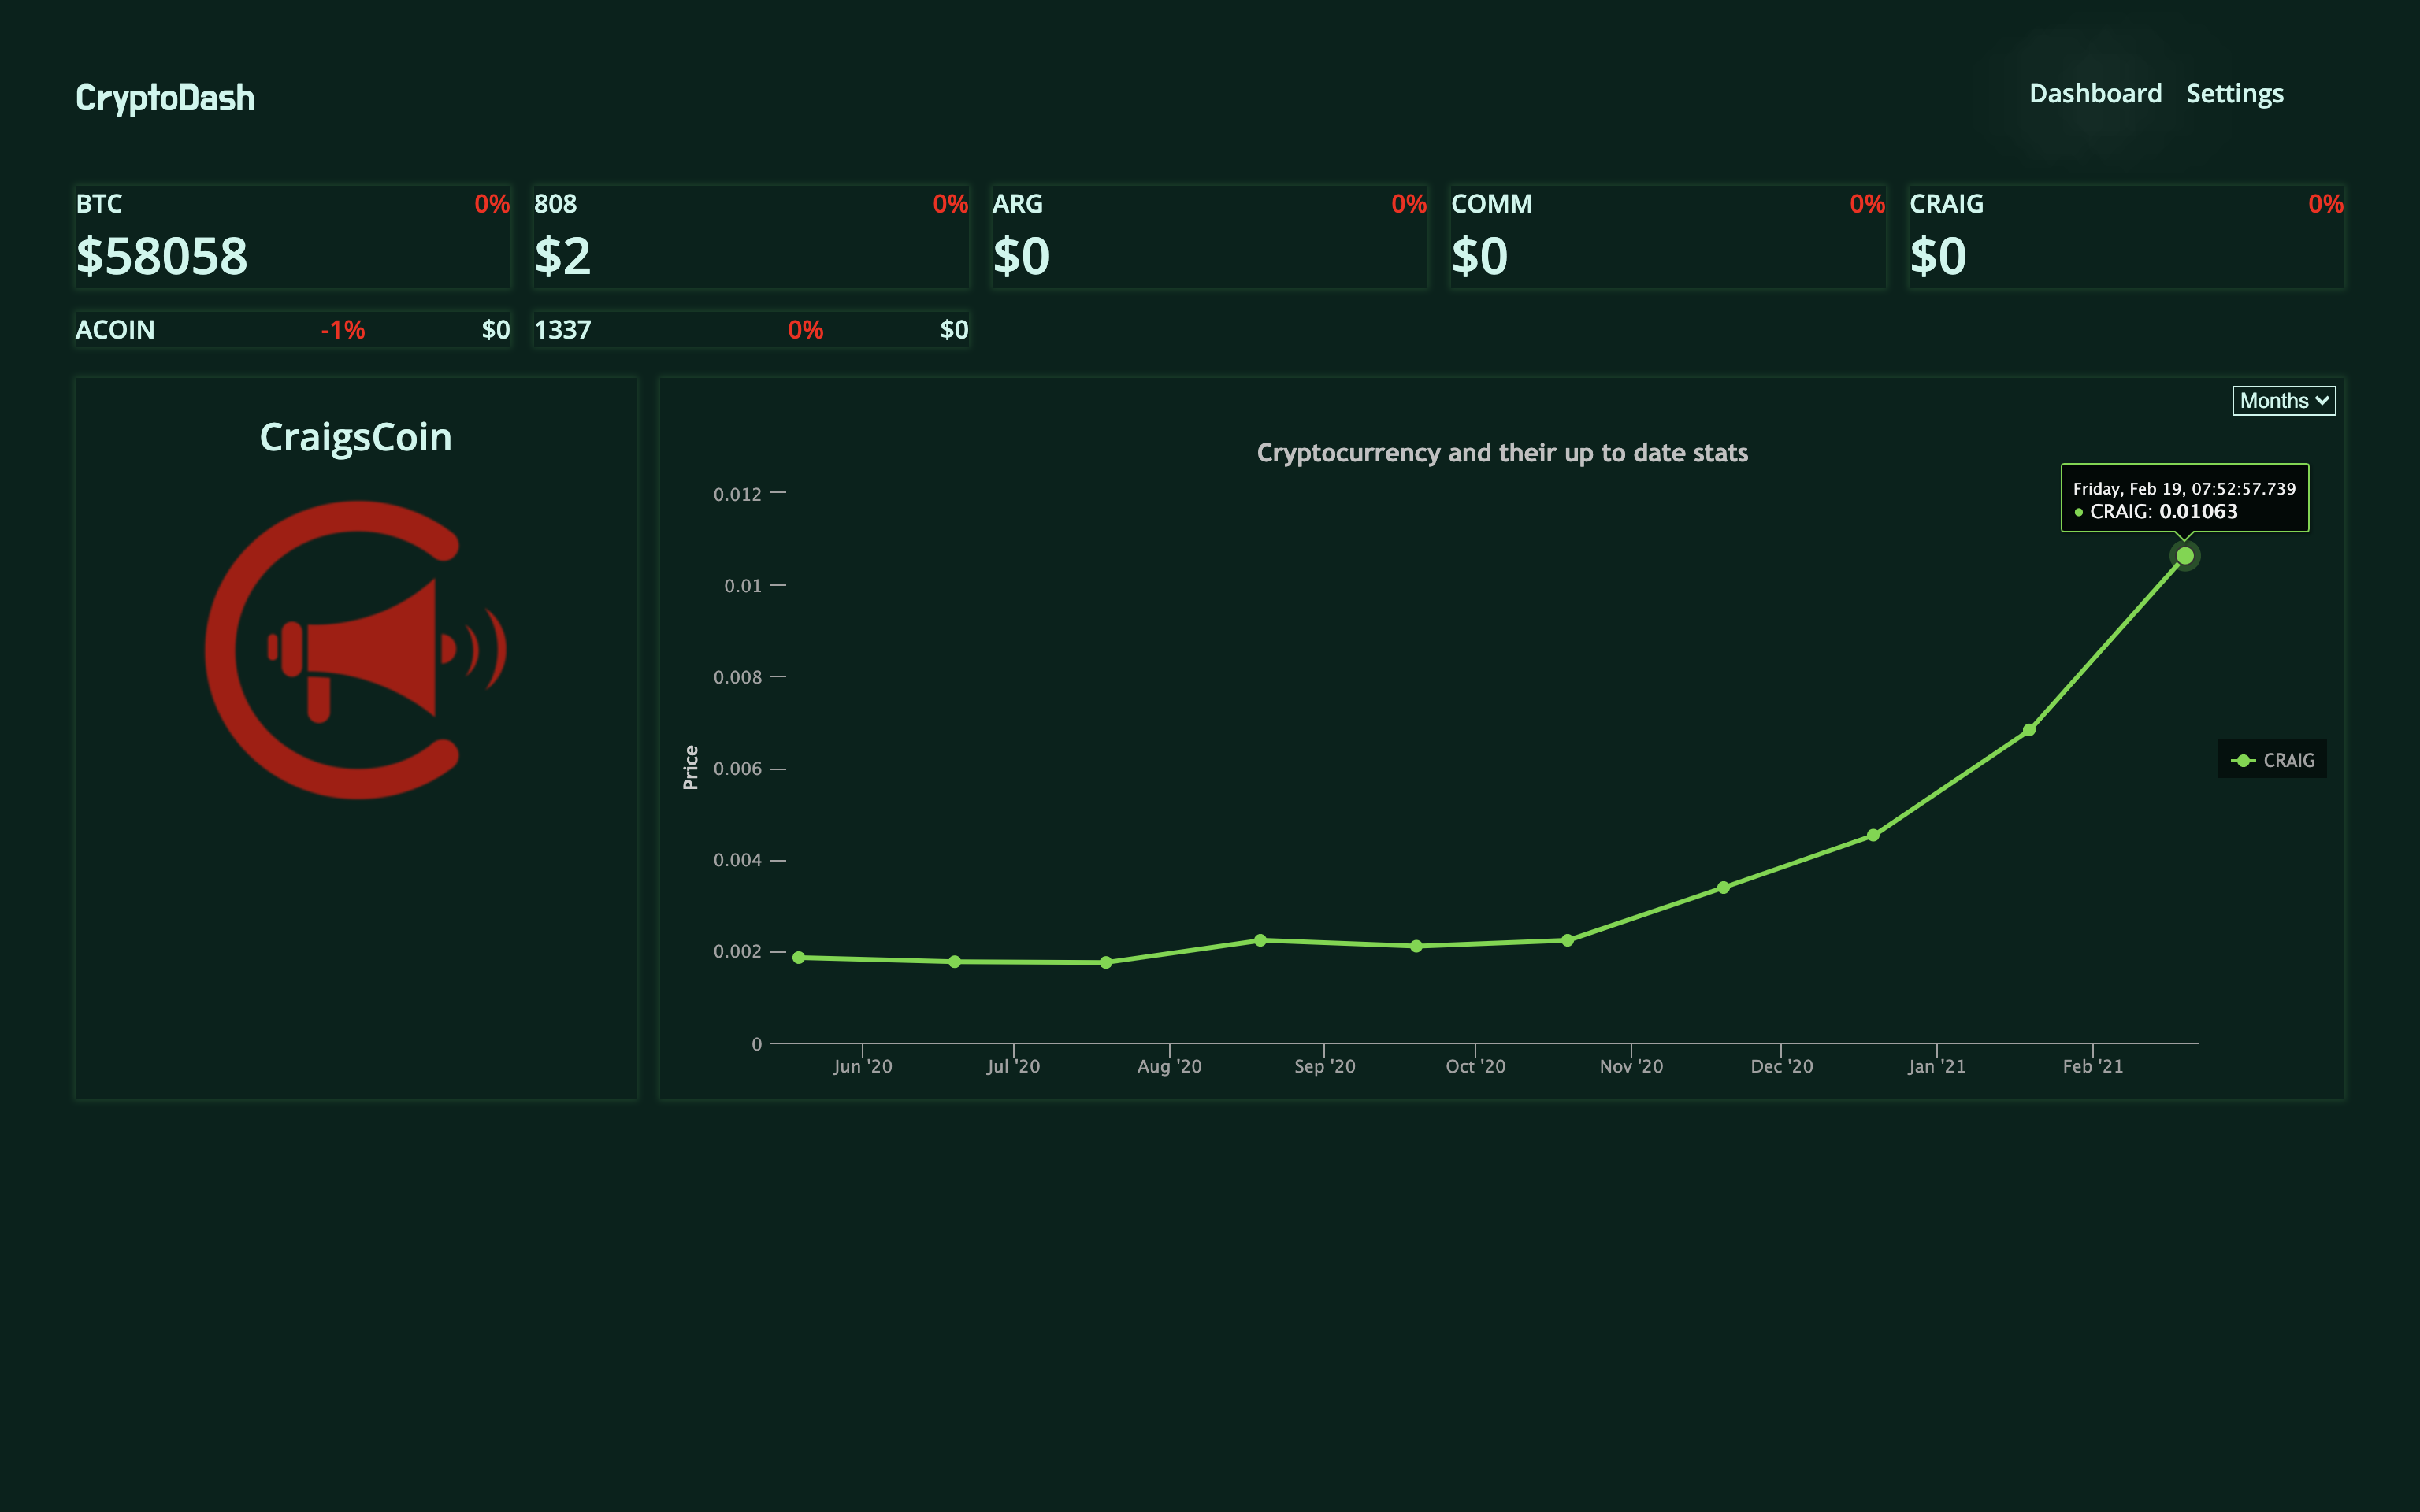 CryptoDash
Dashboard Settings
BTC 0%
$58058
808 0%
$2
ARG 0%
$0
COMM 0%
$0
CRAIG 0%
$0
ACOIN -1% $0
1337 0% $0
CraigsCoin
Months
Cryptocurrency and their up to date stats
Friday, Feb 19, 07:52:57.739
● CRAIG: 0.01063
0.012
0.01
0.008
0.006
0.004
0.002
0
Price
Jun '20 Jul '20 Aug '20 Sep '20 Oct '20 Nov '20 Dec '20 Jan '21 Feb '21
CRAIG